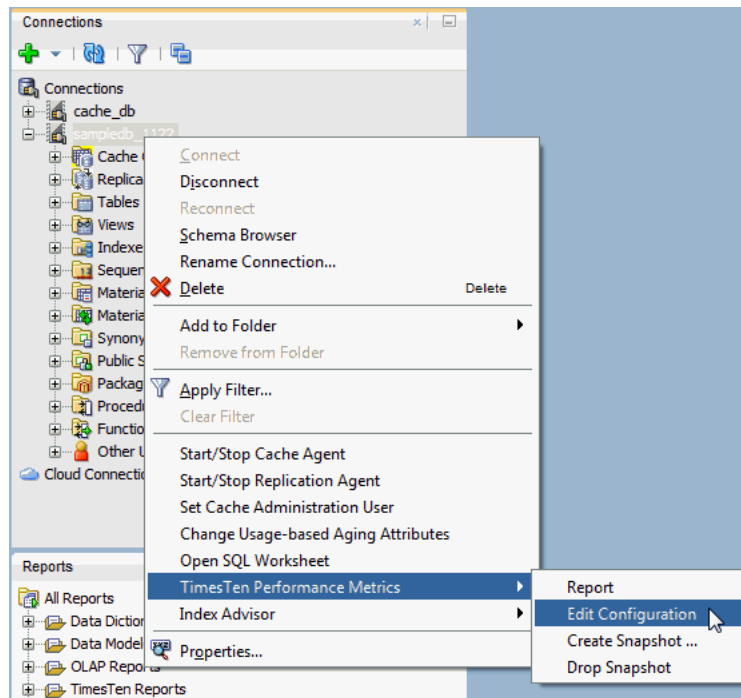 Connections
Connections
cache_db
sampledb_1122
Cache
Replica
Tables
Views
Indexe
Sequen
Materia
Materia
Synony
Public S
Packag
Procedu
Functio
Other U
Cloud Connectio
Connect
Disconnect
Reconnect
Schema Browser
Rename Connection...
Delete Delete
Add to Folder
Remove from Folder
Apply Filter...
Clear Filter
Start/Stop Cache Agent
Start/Stop Replication Agent
Set Cache Administration User
Change Usage-based Aging Attributes
Open SQL Worksheet
TimesTen Performance Metrics
Index Advisor
Properties...
Report
Edit Configuration
Create Snapshot ...
Drop Snapshot
Reports
All Reports
Data Diction
Data Model
OLAP Reports
TimesTen Reports